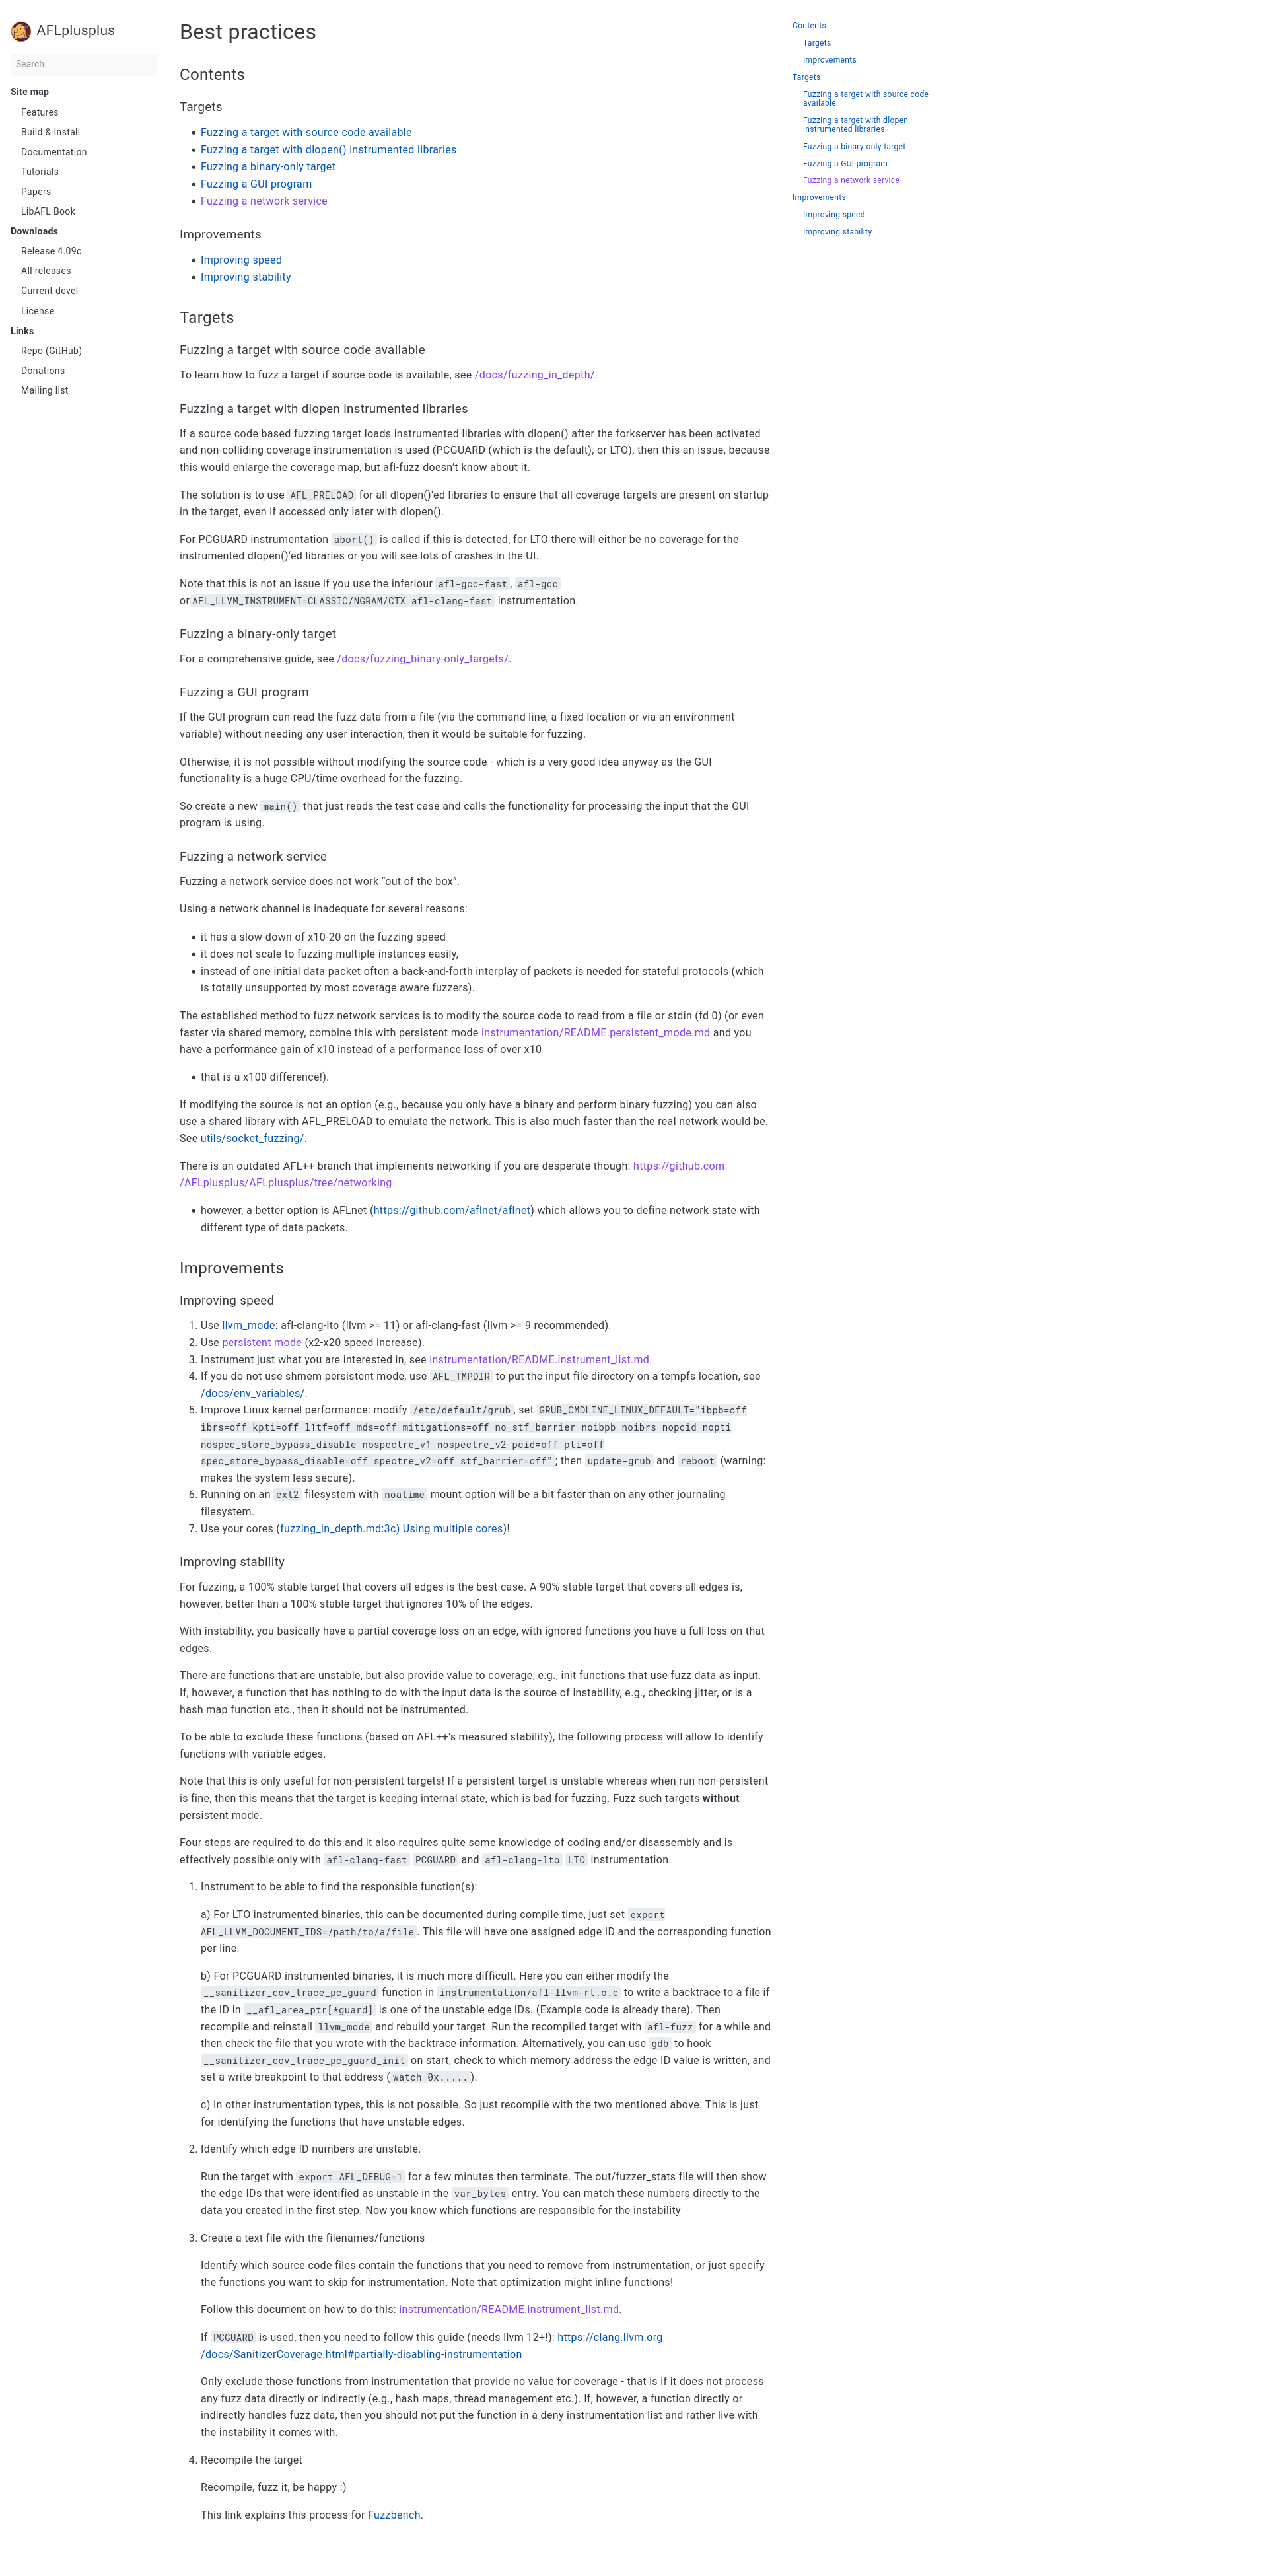 AFLplusplus
Search
Site map
Features
Build & Install
Documentation
Tutorials
Papers
LibAFL Book
Downloads
Release 4.09c
All releases
Current devel
License
Links
Repo (GitHub)
Donations
Mailing list
Best practices
Contents
Targets
• Fuzzing a target with source code available
• Fuzzing a target with dlopen() instrumented libraries
• Fuzzing a binary-only target
• Fuzzing a GUI program
• Fuzzing a network service
Improvements
• Improving speed
• Improving stability
Targets
Fuzzing a target with source code available
To learn how to fuzz a target if source code is available, see /docs/fuzzing_in_depth/.
Fuzzing a target with dlopen instrumented libraries
If a source code based fuzzing target loads instrumented libraries with dlopen() after the forkserver has been activated
and non-colliding coverage instrumentation is used (PCGUARD (which is the default), or LTO), then this an issue, because
this would enlarge the coverage map, but afl-fuzz doesn’t know about it.
The solution is to use AFL_PRELOAD for all dlopen()’ed libraries to ensure that all coverage targets are present on startup
in the target, even if accessed only later with dlopen().
For PCGUARD instrumentation abort() is called if this is detected, for LTO there will either be no coverage for the
instrumented dlopen()’ed libraries or you will see lots of crashes in the UI.
Note that this is not an issue if you use the inferiour afl-gcc-fast, afl-gcc
orAFL_LLVM_INSTRUMENT=CLASSIC/NGRAM/CTX afl-clang-fast instrumentation.
Fuzzing a binary-only target
For a comprehensive guide, see /docs/fuzzing_binary-only_targets/.
Fuzzing a GUI program
If the GUI program can read the fuzz data from a file (via the command line, a fixed location or via an environment
variable) without needing any user interaction, then it would be suitable for fuzzing.
Otherwise, it is not possible without modifying the source code - which is a very good idea anyway as the GUI
functionality is a huge CPU/time overhead for the fuzzing.
So create a new main() that just reads the test case and calls the functionality for processing the input that the GUI
program is using.
Fuzzing a network service
Fuzzing a network service does not work “out of the box”.
Using a network channel is inadequate for several reasons:
• it has a slow-down of x10-20 on the fuzzing speed
• it does not scale to fuzzing multiple instances easily,
• instead of one initial data packet often a back-and-forth interplay of packets is needed for stateful protocols (which
is totally unsupported by most coverage aware fuzzers).
The established method to fuzz network services is to modify the source code to read from a file or stdin (fd 0) (or even
faster via shared memory, combine this with persistent mode instrumentation/README.persistent_mode.md and you
have a performance gain of x10 instead of a performance loss of over x10
• that is a x100 difference!).
If modifying the source is not an option (e.g., because you only have a binary and perform binary fuzzing) you can also
use a shared library with AFL_PRELOAD to emulate the network. This is also much faster than the real network would be.
See utils/socket_fuzzing/.
There is an outdated AFL++ branch that implements networking if you are desperate though: https://github.com
/AFLplusplus/AFLplusplus/tree/networking
• however, a better option is AFLnet (https://github.com/aflnet/aflnet) which allows you to define network state with
different type of data packets.
Improvements
Improving speed
1. Use llvm_mode: afl-clang-lto (llvm >= 11) or afl-clang-fast (llvm >= 9 recommended).
2. Use persistent mode (x2-x20 speed increase).
3. Instrument just what you are interested in, see instrumentation/README.instrument_list.md.
4. If you do not use shmem persistent mode, use AFL_TMPDIR to put the input file directory on a tempfs location, see
/docs/env_variables/.
5. Improve Linux kernel performance: modify /etc/default/grub, set GRUB_CMDLINE_LINUX_DEFAULT="ibpb=off
ibrs=off kpti=off l1tf=off mds=off mitigations=off no_stf_barrier noibpb noibrs nopcid nopti
nospec_store_bypass_disable nospectre_v1 nospectre_v2 pcid=off pti=off
spec_store_bypass_disable=off spectre_v2=off stf_barrier=off"; then update-grub and reboot (warning:
makes the system less secure).
6. Running on an ext2 filesystem with noatime mount option will be a bit faster than on any other journaling
filesystem.
7. Use your cores (fuzzing_in_depth.md:3c) Using multiple cores)!
Improving stability
For fuzzing, a 100% stable target that covers all edges is the best case. A 90% stable target that covers all edges is,
however, better than a 100% stable target that ignores 10% of the edges.
With instability, you basically have a partial coverage loss on an edge, with ignored functions you have a full loss on that
edges.
There are functions that are unstable, but also provide value to coverage, e.g., init functions that use fuzz data as input.
If, however, a function that has nothing to do with the input data is the source of instability, e.g., checking jitter, or is a
hash map function etc., then it should not be instrumented.
To be able to exclude these functions (based on AFL++’s measured stability), the following process will allow to identify
functions with variable edges.
Note that this is only useful for non-persistent targets! If a persistent target is unstable whereas when run non-persistent
is fine, then this means that the target is keeping internal state, which is bad for fuzzing. Fuzz such targets without
persistent mode.
Four steps are required to do this and it also requires quite some knowledge of coding and/or disassembly and is
effectively possible only with afl-clang-fast PCGUARD and afl-clang-lto LTO instrumentation.
1. Instrument to be able to find the responsible function(s):
a) For LTO instrumented binaries, this can be documented during compile time, just set export
AFL_LLVM_DOCUMENT_IDS=/path/to/a/file. This file will have one assigned edge ID and the corresponding function
per line.
b) For PCGUARD instrumented binaries, it is much more difficult. Here you can either modify the
__sanitizer_cov_trace_pc_guard function in instrumentation/afl-llvm-rt.o.c to write a backtrace to a file if
the ID in __afl_area_ptr[*guard] is one of the unstable edge IDs. (Example code is already there). Then
recompile and reinstall llvm_mode and rebuild your target. Run the recompiled target with afl-fuzz for a while and
then check the file that you wrote with the backtrace information. Alternatively, you can use gdb to hook
__sanitizer_cov_trace_pc_guard_init on start, check to which memory address the edge ID value is written, and
set a write breakpoint to that address (watch 0x.....).
c) In other instrumentation types, this is not possible. So just recompile with the two mentioned above. This is just
for identifying the functions that have unstable edges.
2. Identify which edge ID numbers are unstable.
Run the target with export AFL_DEBUG=1 for a few minutes then terminate. The out/fuzzer_stats file will then show
the edge IDs that were identified as unstable in the var_bytes entry. You can match these numbers directly to the
data you created in the first step. Now you know which functions are responsible for the instability
3. Create a text file with the filenames/functions
Identify which source code files contain the functions that you need to remove from instrumentation, or just specify
the functions you want to skip for instrumentation. Note that optimization might inline functions!
Follow this document on how to do this: instrumentation/README.instrument_list.md.
If PCGUARD is used, then you need to follow this guide (needs llvm 12+!): https://clang.llvm.org
/docs/SanitizerCoverage.html#partially-disabling-instrumentation
Only exclude those functions from instrumentation that provide no value for coverage - that is if it does not process
any fuzz data directly or indirectly (e.g., hash maps, thread management etc.). If, however, a function directly or
indirectly handles fuzz data, then you should not put the function in a deny instrumentation list and rather live with
the instability it comes with.
4. Recompile the target
Recompile, fuzz it, be happy :)
This link explains this process for Fuzzbench.
Contents
Targets
Improvements
Targets
Fuzzing a target with source code
available
Fuzzing a target with dlopen
instrumented libraries
Fuzzing a binary-only target
Fuzzing a GUI program
Fuzzing a network service
Improvements
Improving speed
Improving stability